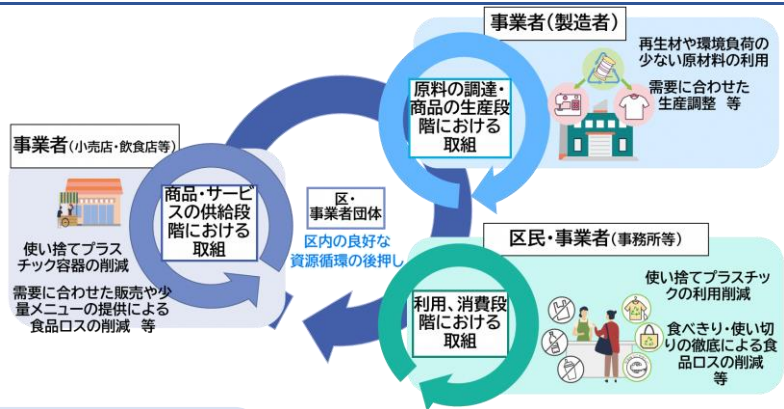 事業者(製造者)
再生材や環境負荷の
少ない原材料の利用
需要に合わせた
生産調整 等
原料の調達・
商品の生産段
階における
取組
事業者(小売店・飲食店等)
商品・サービ
スの供給段
階における
取組
使い捨てプラス
チック容器の削減
需要に合わせた販売や少
量メニューの提供による
食品ロスの削減 等
区・
事業者団体
区内の良好な
資源循環の後押し
区民・事業者(事務所等)
利用、消費段
階における
取組
使い捨てプラスチッ
クの利用削減
食べきり・使い切
りの徹底による食
品ロスの削減
等